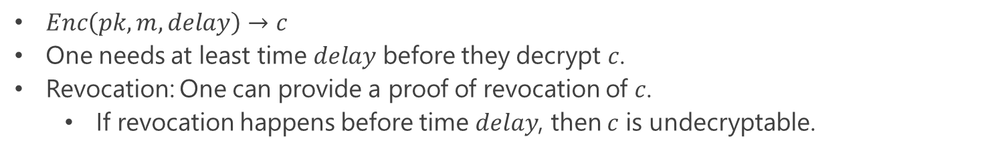 • Enc(pk, m, delay) → c
• One needs at least time delay before they decrypt c.
• Revocation: One can provide a proof of revocation of c.
• If revocation happens before time delay, then c is undecryptable.